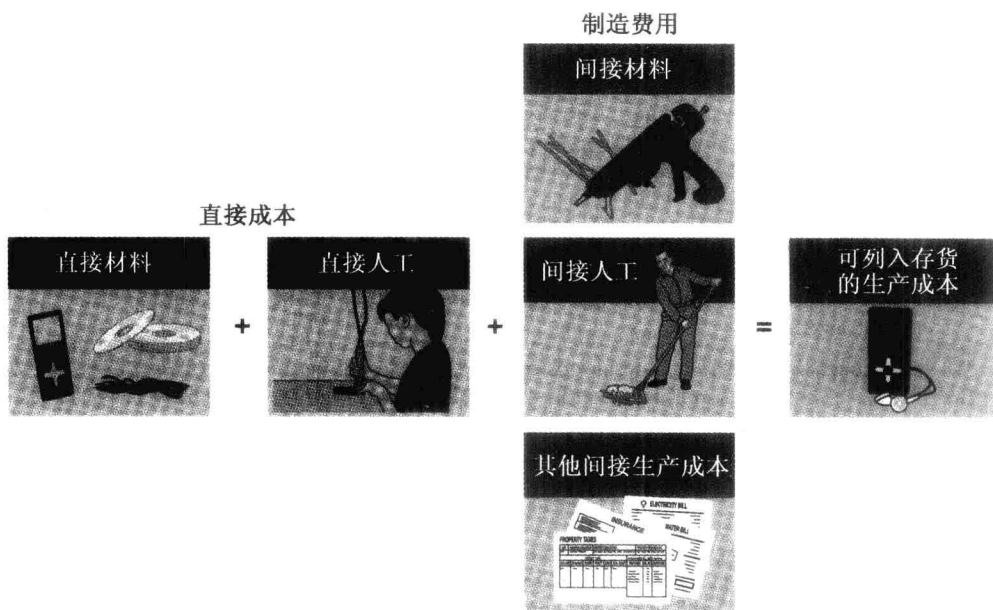 制造费用
间接材料
直接成本
直接材料
+
直接人工
+
间接人工
=
可列入存货
的生产成本
其他间接生产成本
ELECTRICITY BILL
INSURANCE
WATER BILL
PROPERTY TAXES